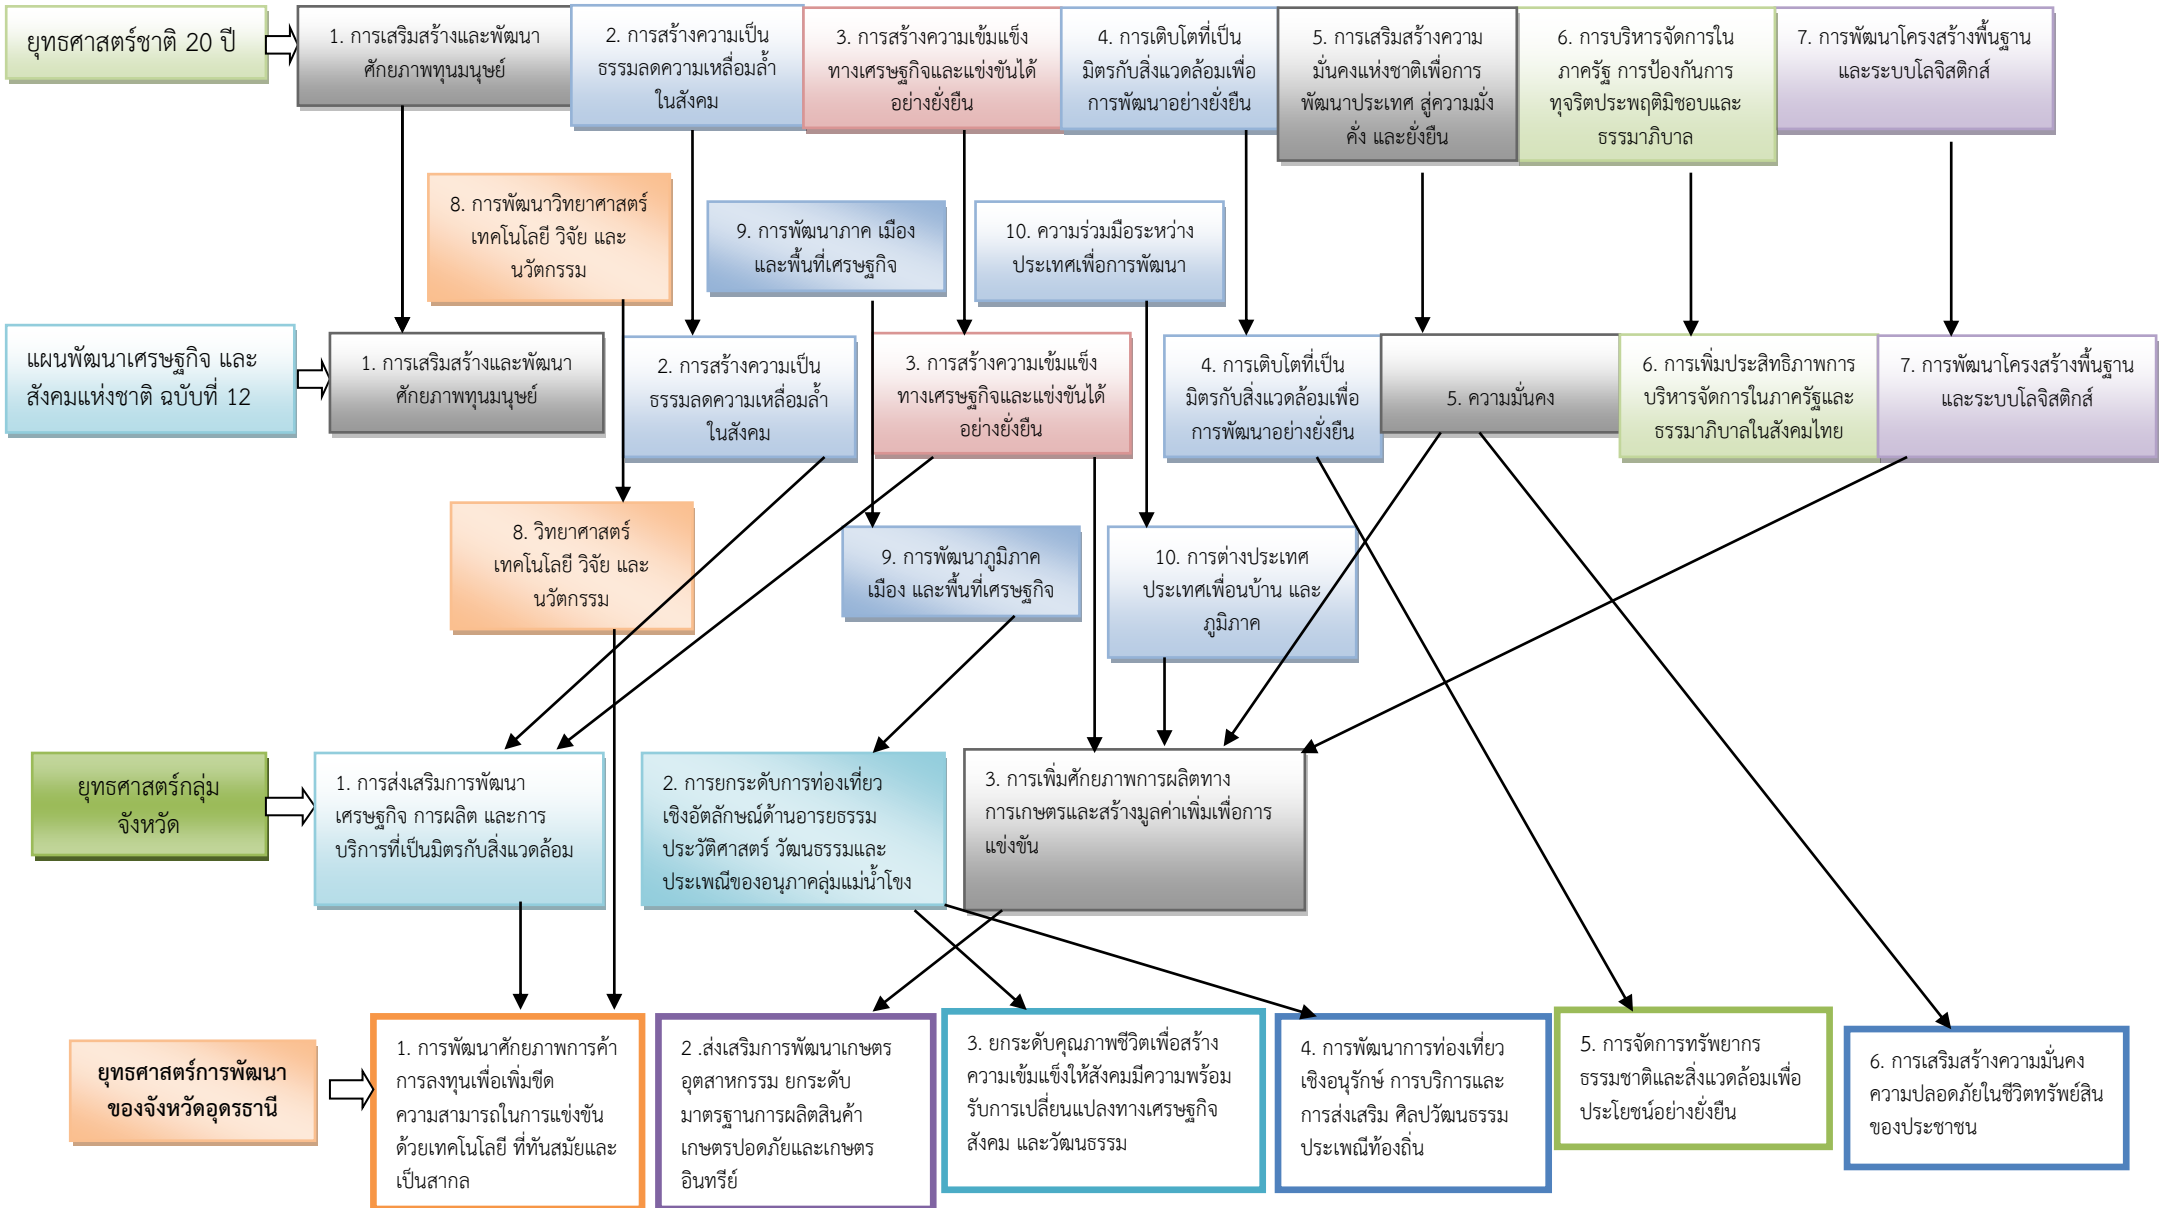 ยุทธศาสตร์ชาติ 20 ปี
1. การเสริมสร้างและพัฒนา
ศักยภาพทุนมนุษย์
2. การสร้างความเป็น
ธรรมลดความเหลื่อมล้ำ
ในสังคม
3. การสร้างความเข้มแข็ง
ทางเศรษฐกิจและแข่งขันได้
อย่างยั่งยืน
4. การเติบโตที่เป็น
มิตรกับสิ่งแวดล้อมเพื่อ
การพัฒนาอย่างยั่งยืน
5. การเสริมสร้างความ
มั่นคงแห่งชาติเพื่อการ
พัฒนาประเทศ สู่ความมั่ง
คั่ง และยั่งยืน
6. การบริหารจัดการใน
ภาครัฐ การป้องกันการ
ทุจริตประพฤติมิชอบและ
ธรรมาภิบาล
7. การพัฒนาโครงสร้างพื้นฐาน
และระบบโลจิสติกส์
8. การพัฒนาวิทยาศาสตร์
เทคโนโลยี วิจัย และ
นวัตกรรม
9. การพัฒนาภาค เมือง
และพื้นที่เศรษฐกิจ
10. ความร่วมมือระหว่าง
ประเทศเพื่อการพัฒนา
แผนพัฒนาเศรษฐกิจ และ
สังคมแห่งชาติ ฉบับที่ 12
1. การเสริมสร้างและพัฒนา
ศักยภาพทุนมนุษย์
2. การสร้างความเป็น
ธรรมลดความเหลื่อมล้ำ
ในสังคม
3. การสร้างความเข้มแข็ง
ทางเศรษฐกิจและแข่งขันได้
อย่างยั่งยืน
4. การเติบโตที่เป็น
มิตรกับสิ่งแวดล้อมเพื่อ
การพัฒนาอย่างยั่งยืน
5. ความมั่นคง
6. การเพิ่มประสิทธิภาพการ
บริหารจัดการในภาครัฐและ
ธรรมาภิบาลในสังคมไทย
7. การพัฒนาโครงสร้างพื้นฐาน
และระบบโลจิสติกส์
8. วิทยาศาสตร์
เทคโนโลยี วิจัย และ
นวัตกรรม
9. การพัฒนาภูมิภาค
เมือง และพื้นที่เศรษฐกิจ
10. การต่างประเทศ
ประเทศเพื่อนบ้าน และ
ภูมิภาค
ยุทธศาสตร์กลุ่ม
จังหวัด
1. การส่งเสริมการพัฒนา
เศรษฐกิจ การผลิต และการ
บริการที่เป็นมิตรกับสิ่งแวดล้อม
2. การยกระดับการท่องเที่ยว
เชิงอัตลักษณ์ด้านอารยธรรม
ประวัติศาสตร์ วัฒนธรรมและ
ประเพณีของอนุภาคลุ่มแม่น้ำโขง
3. การเพิ่มศักยภาพการผลิตทาง
การเกษตรและสร้างมูลค่าเพิ่มเพื่อการ
แข่งขัน
ยุทธศาสตร์การพัฒนา
ของจังหวัดอุดรธานี
1. การพัฒนาศักยภาพการค้า
การลงทุนเพื่อเพิ่มขีด
ความสามารถในการแข่งขัน
ด้วยเทคโนโลยี ที่ทันสมัยและ
เป็นสากล
2 .ส่งเสริมการพัฒนาเกษตร
อุตสาหกรรม ยกระดับ
มาตรฐานการผลิตสินค้า
เกษตรปอดภัยและเกษตร
อินทรีย์
3. ยกระดับคุณภาพชีวิตเพื่อสร้าง
ความเข้มแข็งให้สังคมมีความพร้อม
รับการเปลี่ยนแปลงทางเศรษฐกิจ
สังคม และวัฒนธรรม
4. การพัฒนาการท่องเที่ยว
เชิงอนุรักษ์ การบริการและ
การส่งเสริม ศิลปวัฒนธรรม
ประเพณีท้องถิ่น
5. การจัดการทรัพยากร
ธรรมชาติและสิ่งแวดล้อมเพื่อ
ประโยชน์อย่างยั่งยืน
6. การเสริมสร้างความมั่นคง
ความปลอดภัยในชีวิตทรัพย์สิน
ของประชาชน